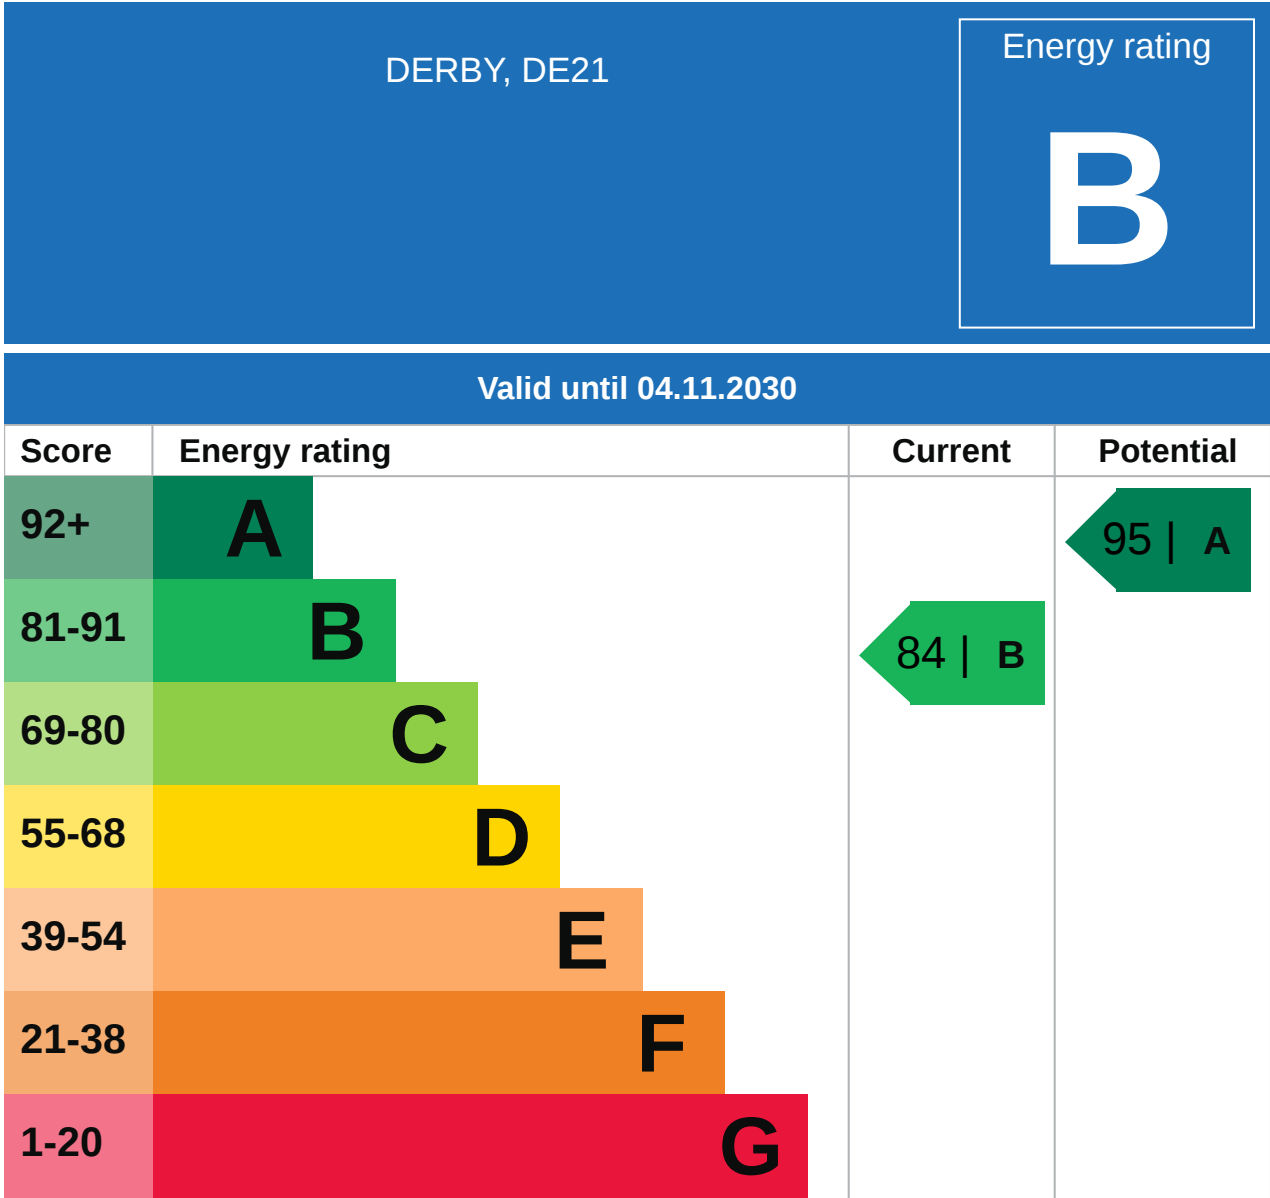 DERBY, DE21
Energy rating
B
Valid until 04.11.2030
Score Energy rating Current Potential
92+ A 95 | A
81-91 B 84 | B
69-80 C
55-68 D
39-54 E
21-38 F
1-20 G